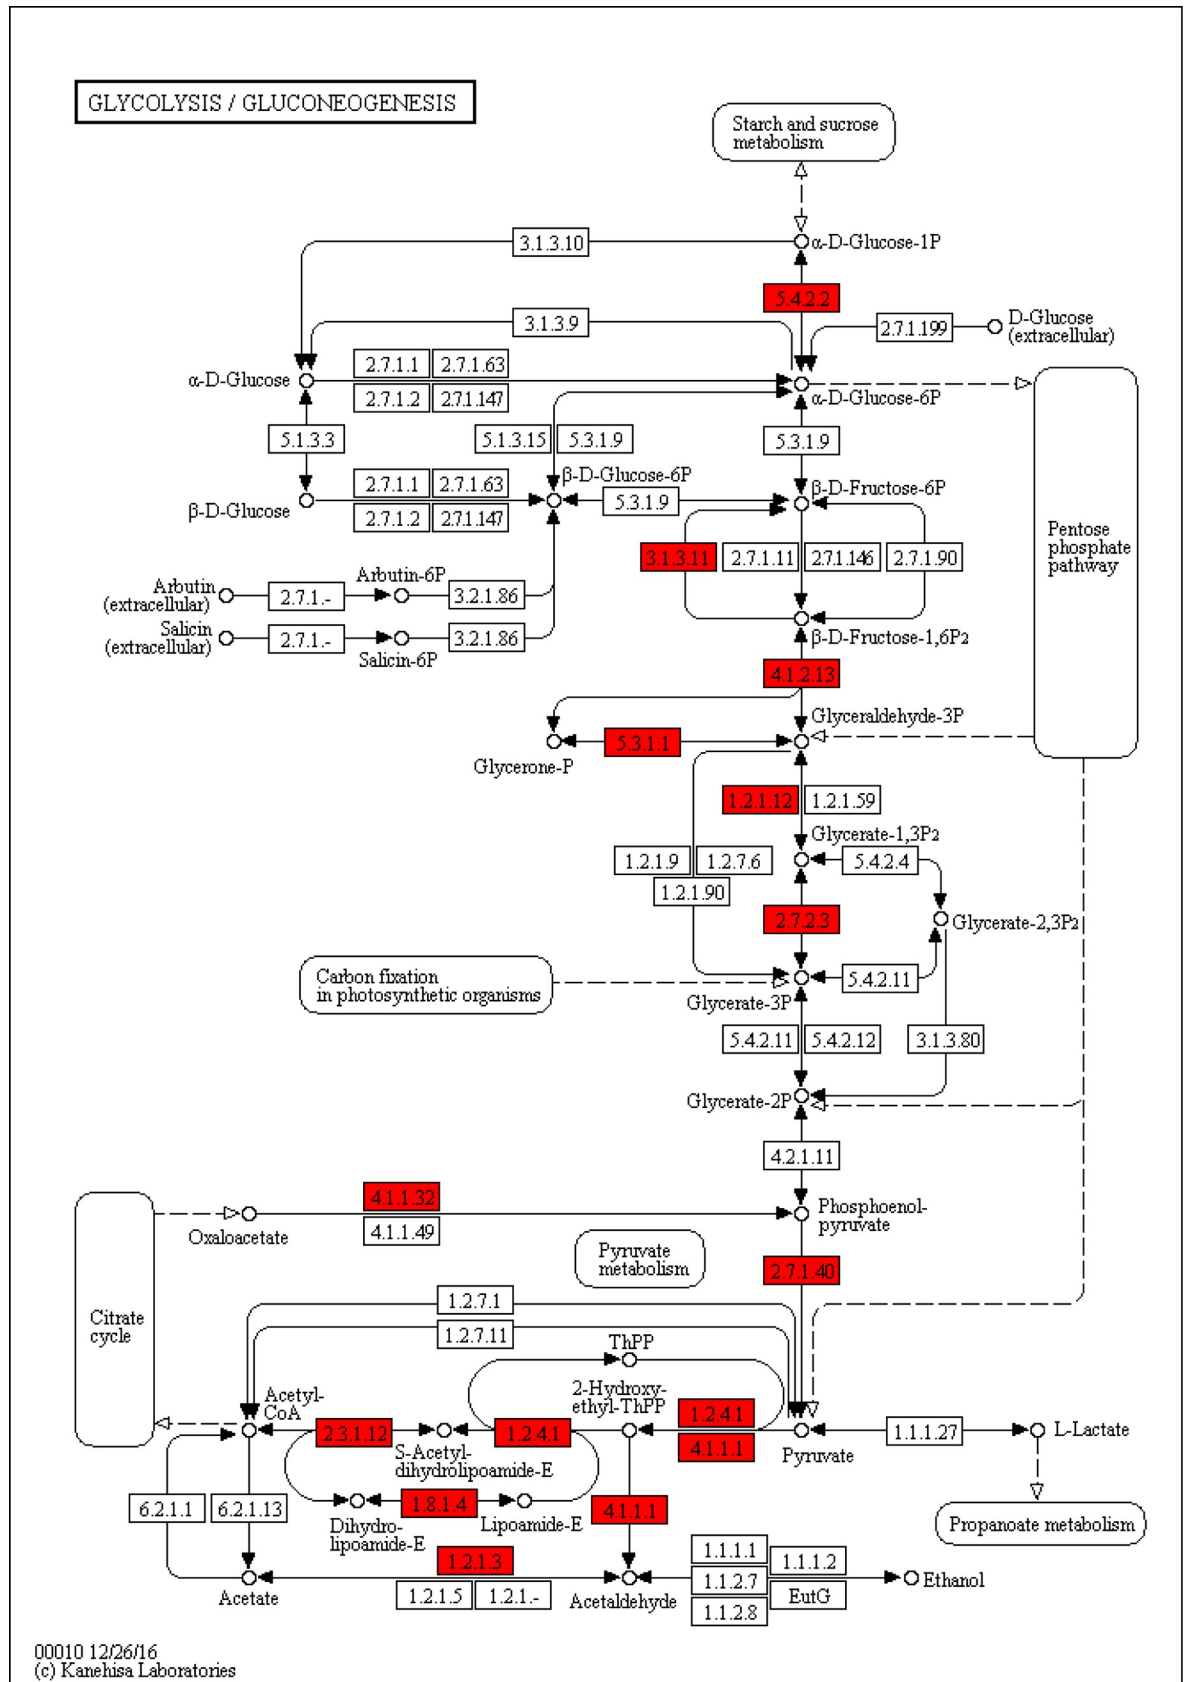 GLYCOLYSIS / GLUCONEOGENESIS
Starch and sucrose
metabolism
3.1.3.10
α-D-Glucose-1P
5.4.2.2
3.1.3.9
2.7.1.199
D-Glucose
(extracellular)
2.7.1.1
2.7.1.63
α-D-Glucose
2.7.1.2
2.7.1.147
α-D-Glucose-6P
5.1.3.3
5.1.3.15
5.3.1.9
5.3.1.9
2.7.1.1
2.7.1.63
β-D-Glucose-6P
β-D-Fructose-6P
β-D-Glucose
2.7.1.2
2.7.1.147
5.3.1.9
Pentose
phosphate
pathway
3.1.3.11
2.7.1.11
2.7.1.146
2.7.1.90
Arbutin
(extracellular)
2.7.1.-
Arbutin-6P
3.2.1.86
Salicin
(extracellular)
2.7.1.-
Salicin-6P
3.2.1.86
β-D-Fructose-1,6P2
4.1.2.13
Glyceraldehyde-3P
5.3.1.1
Glycerone-P
1.2.1.12
1.2.1.59
Glycerate-1,3P2
1.2.1.9
1.2.7.6
5.4.2.4
1.2.1.90
2.7.2.3
Glycerate-2,3P2
Carbon fixation
in photosynthetic organisms
5.4.2.11
Glycerate-3P
5.4.2.11
5.4.2.12
3.1.3.80
Glycerate-2P
4.2.1.11
4.1.1.32
Oxaloacetate
4.1.1.49
Phosphoenol-
pyruvate
Pyruvate
metabolism
2.7.1.40
Citrate
cycle
1.2.7.1
1.2.7.11
ThPP
Acetyl-
CoA
2-Hydroxy-
ethyl-ThPP
1.2.4.1
2.3.1.12
1.2.4.1
4.1.1.1
1.1.1.27
L-Lactate
S-Acetyl-
dihydrolipoamide-E
Pyruvate
6.2.1.1
6.2.1.13
1.8.1.4
4.1.1.1
Dihydro-
lipoamide-E
Lipoamide-E
Propanoate metabolism
1.2.1.3
1.1.1.1
1.1.1.2
Acetate
1.2.1.5
1.2.1.-
Acetaldehyde
1.1.2.7
EutG
Ethanol
1.1.2.8
00010 12/26/16
(c) Kanehisa Laboratories